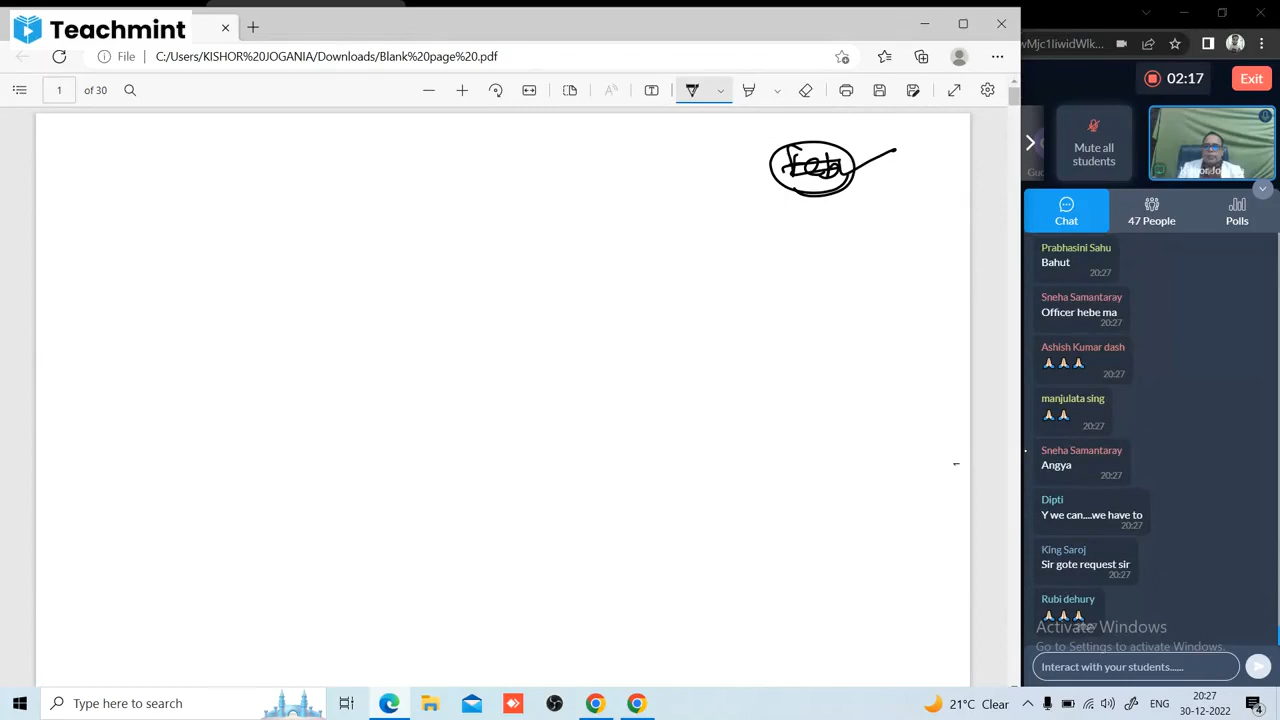 Teachmint
File C:/Users/KISHOR%20JOGANIA/Downloads/Blank%20page%20.pdf
1 of 30
wMjc1IiwidWlk
02:17
Exit
Mute all
students
Chat
47 People
Polls
Prabhasini Sahu
Bahut
20:27
Sneha Samantaray
Officer hebe ma
20:27
Ashish Kumar dash
🙏🙏🙏
20:27
manjulata sing
🙏🙏
20:27
Sneha Samantaray
Angya
20:27
Dipti
Y we can....we have to
20:27
King Saroj
Sir gote request sir
20:27
Rubi dehury
🙏🙏🙏
Activate Windows
Go to Settings to activate Windows.
Interact with your students......
Type here to search
21°C Clear
ENG
20:27
30-12-2022
4